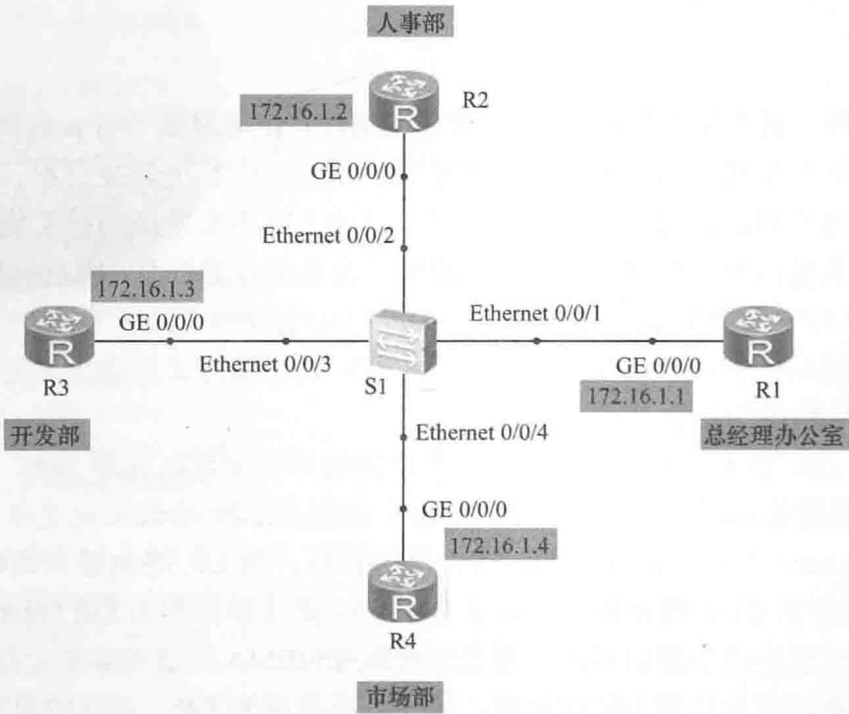 人事部
172.16.1.2
R2
GE 0/0/0
Ethernet 0/0/2
172.16.1.3
GE 0/0/0
Ethernet 0/0/3
R3
开发部
S1
Ethernet 0/0/1
GE 0/0/0
172.16.1.1
R1
总经理办公室
Ethernet 0/0/4
GE 0/0/0
172.16.1.4
R4
市场部